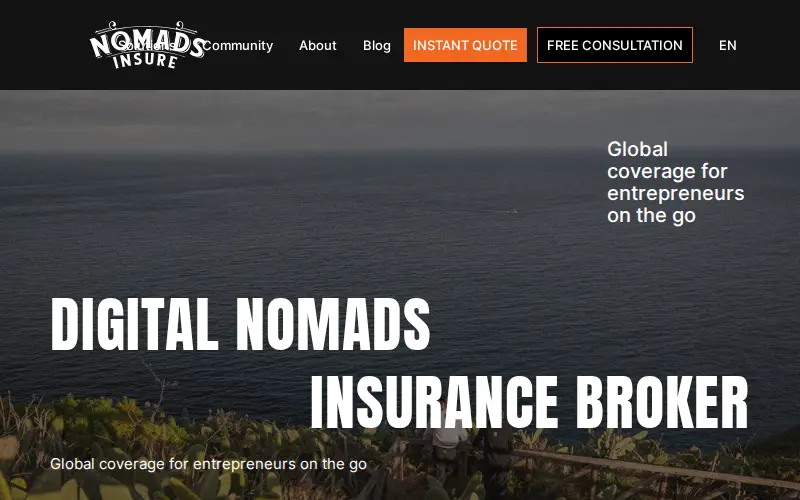 NOMADS
INSURE
Solutions
Community
About
Blog
INSTANT QUOTE
FREE CONSULTATION
EN
Global
coverage for
entrepreneurs
on the go
DIGITAL NOMADS
INSURANCE BROKER
Global coverage for entrepreneurs on the go